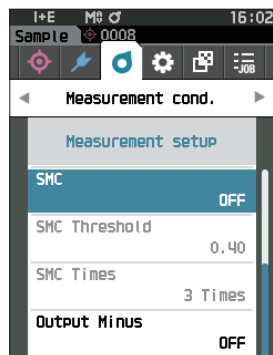 I+E M ♂ 16:02
Sample 0008
-JOB
Measurement cond.
Measurement setup
SMC
OFF
SMC Threshold
0.40
SMC Times
3 Times
Output Minus
OFF